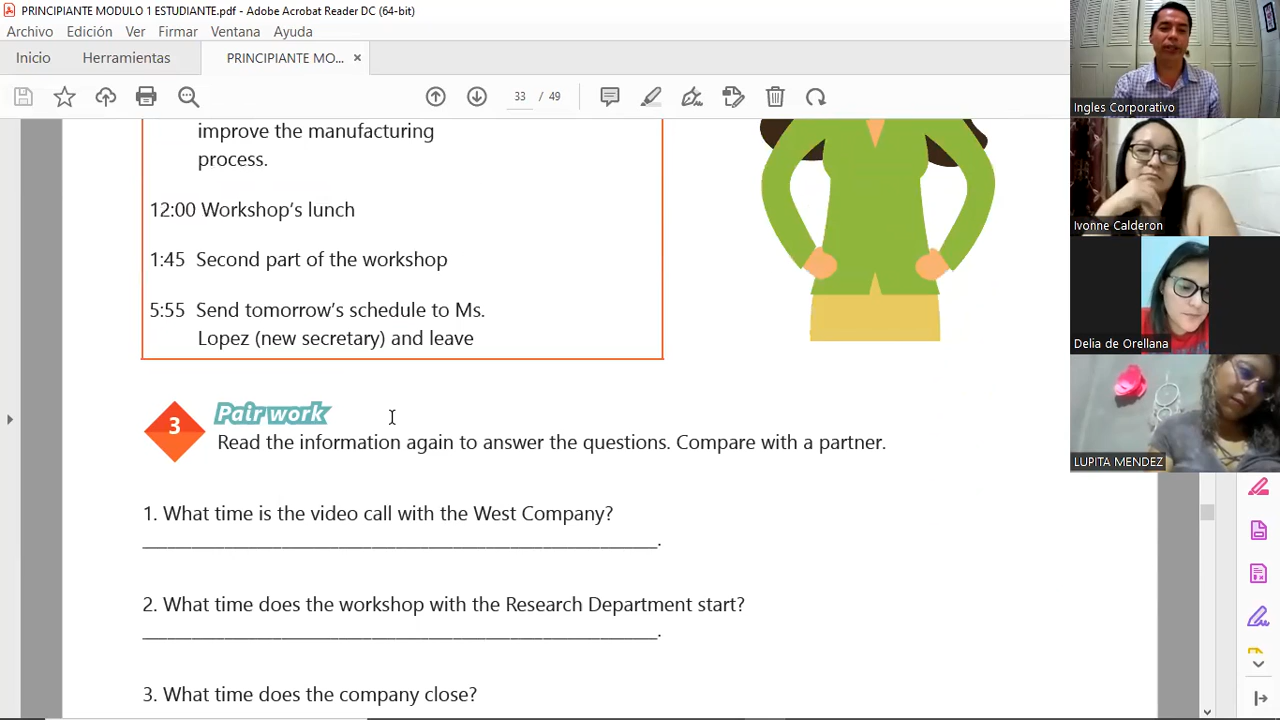 PRINCIPIANTE MODULO 1 ESTUDIANTE.pdf - Adobe Acrobat Reader DC (64-bit)
Archivo Edición Ver Firmar Ventana Ayuda
Inicio Herramientas PRINCIPIANTE MO... ×
33 / 49
improve the manufacturing
process.
12:00 Workshop's lunch
1:45 Second part of the workshop
5:55 Send tomorrow's schedule to Ms.
Lopez (new secretary) and leave
3 Pair work
Read the information again to answer the questions. Compare with a partner.
1. What time is the video call with the West Company?
_______________________________________________.
2. What time does the workshop with the Research Department start?
_______________________________________________.
3. What time does the company close?
Ingles Corporativo
Ivonne Calderon
Delia de Orellana
LUPITA MENDEZ